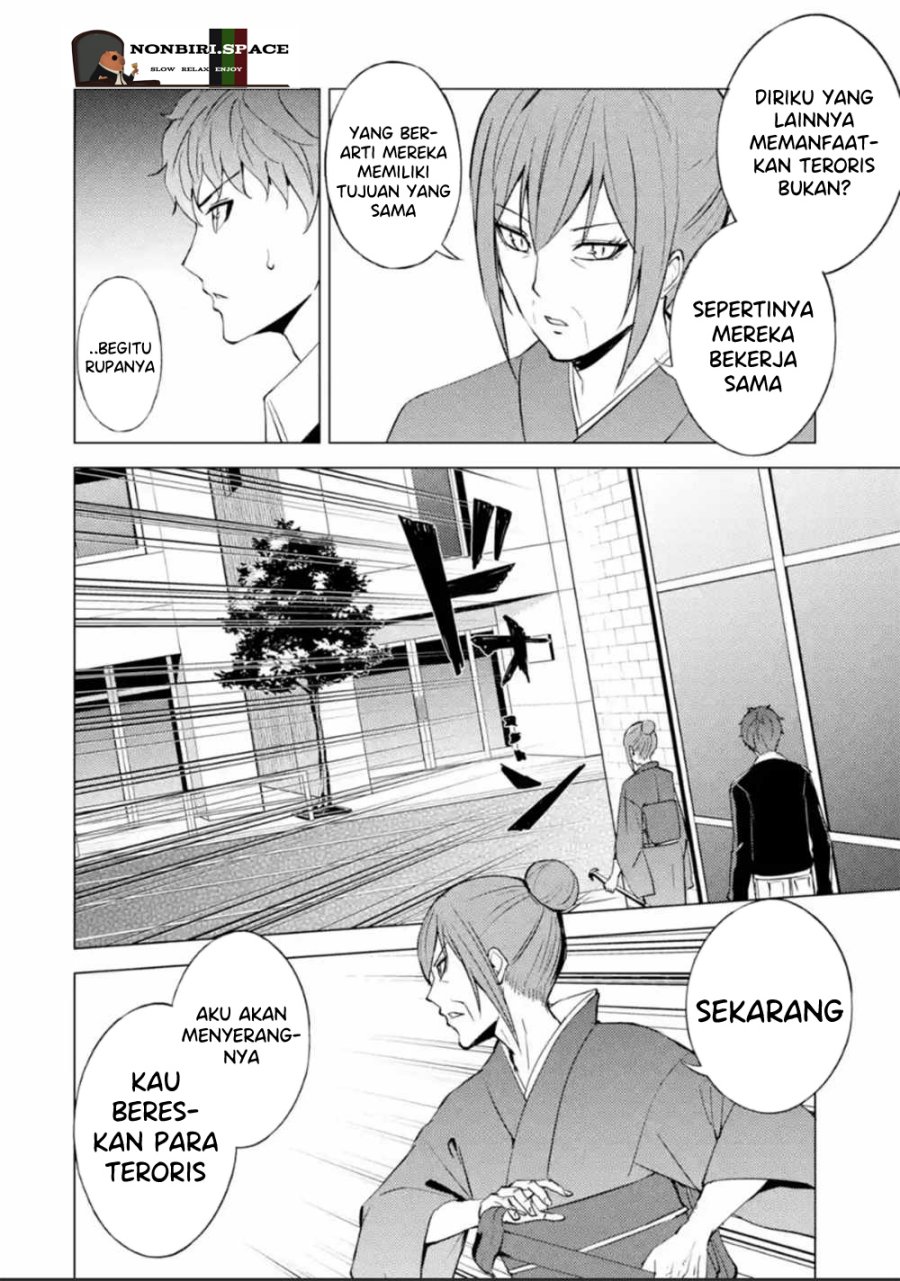 NONBIRI.SPACE
SLOW RELAX ENJOY
DIRIKU YANG
LAINNYA
MEMANFAAT-
KAN TERORIS
BUKAN?
SEPERTINYA
MEREKA
BEKERJA
SAMA
YANG BER-
ARTI MEREKA
MEMILIKI
TUJUAN YANG
SAMA
..BEGITU
RUPANYA
SEKARANG
AKU AKAN
MENYERANG-
NYA
KAU
BERES-
KAN PARA
TERORIS